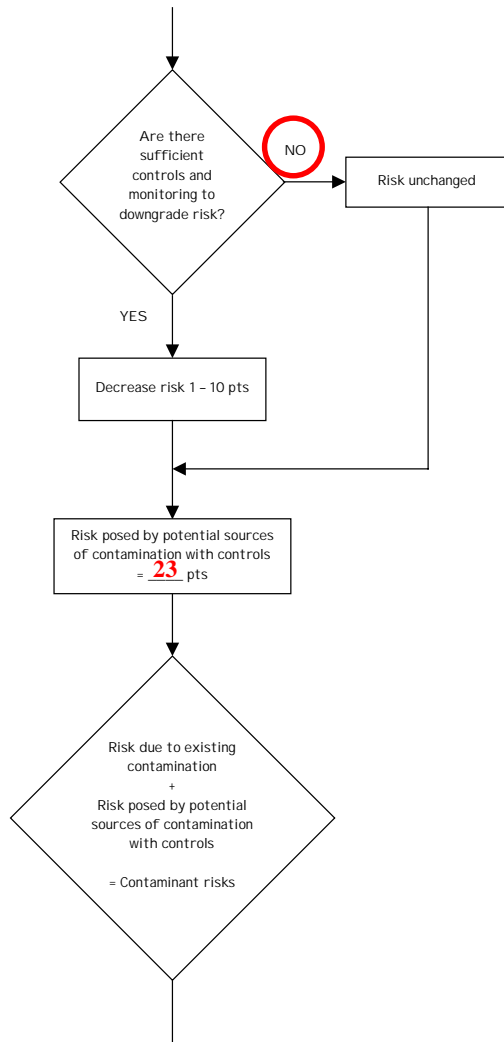 Are there
sufficient
controls and
monitoring to
downgrade risk?
NO
Risk unchanged
YES
Decrease risk 1 – 10 pts
Risk posed by potential sources
of contamination with controls
= 23 pts
Risk due to existing
contamination
+
Risk posed by potential
sources of contamination
with controls
= Contaminant risks